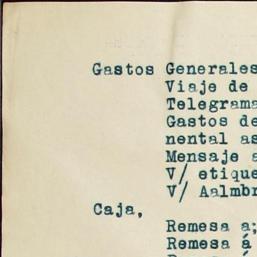 Gastos Generales
Viaje de
Telegrama
Gastos de
nental as
Mensaje a
V/ etique
V/ Aalmbr
Caja,
Remesa a;
Remesa á